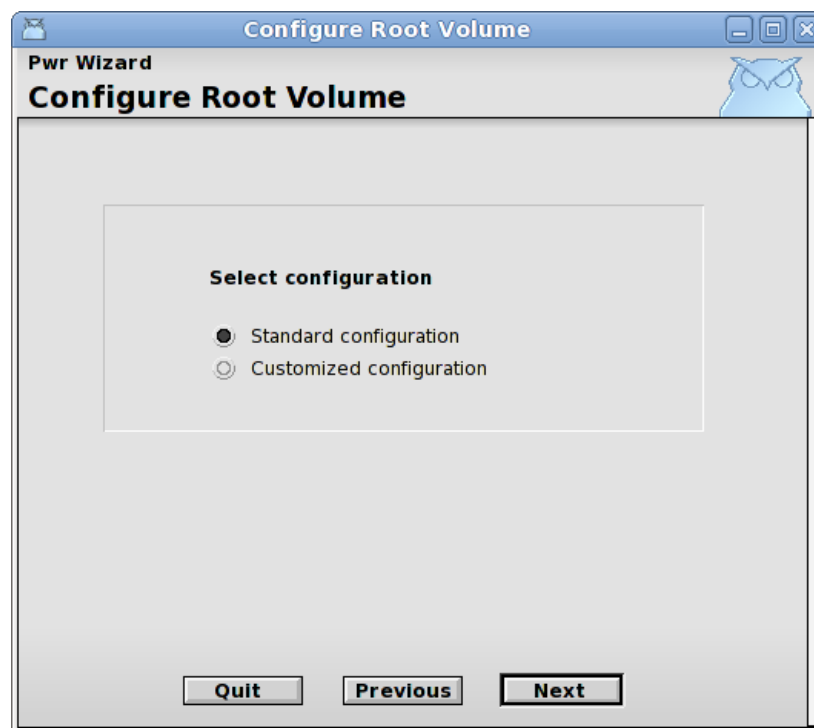 Configure Root Volume
Pwr Wizard
Configure Root Volume
Select configuration
Standard configuration
Customized configuration
Quit Previous Next